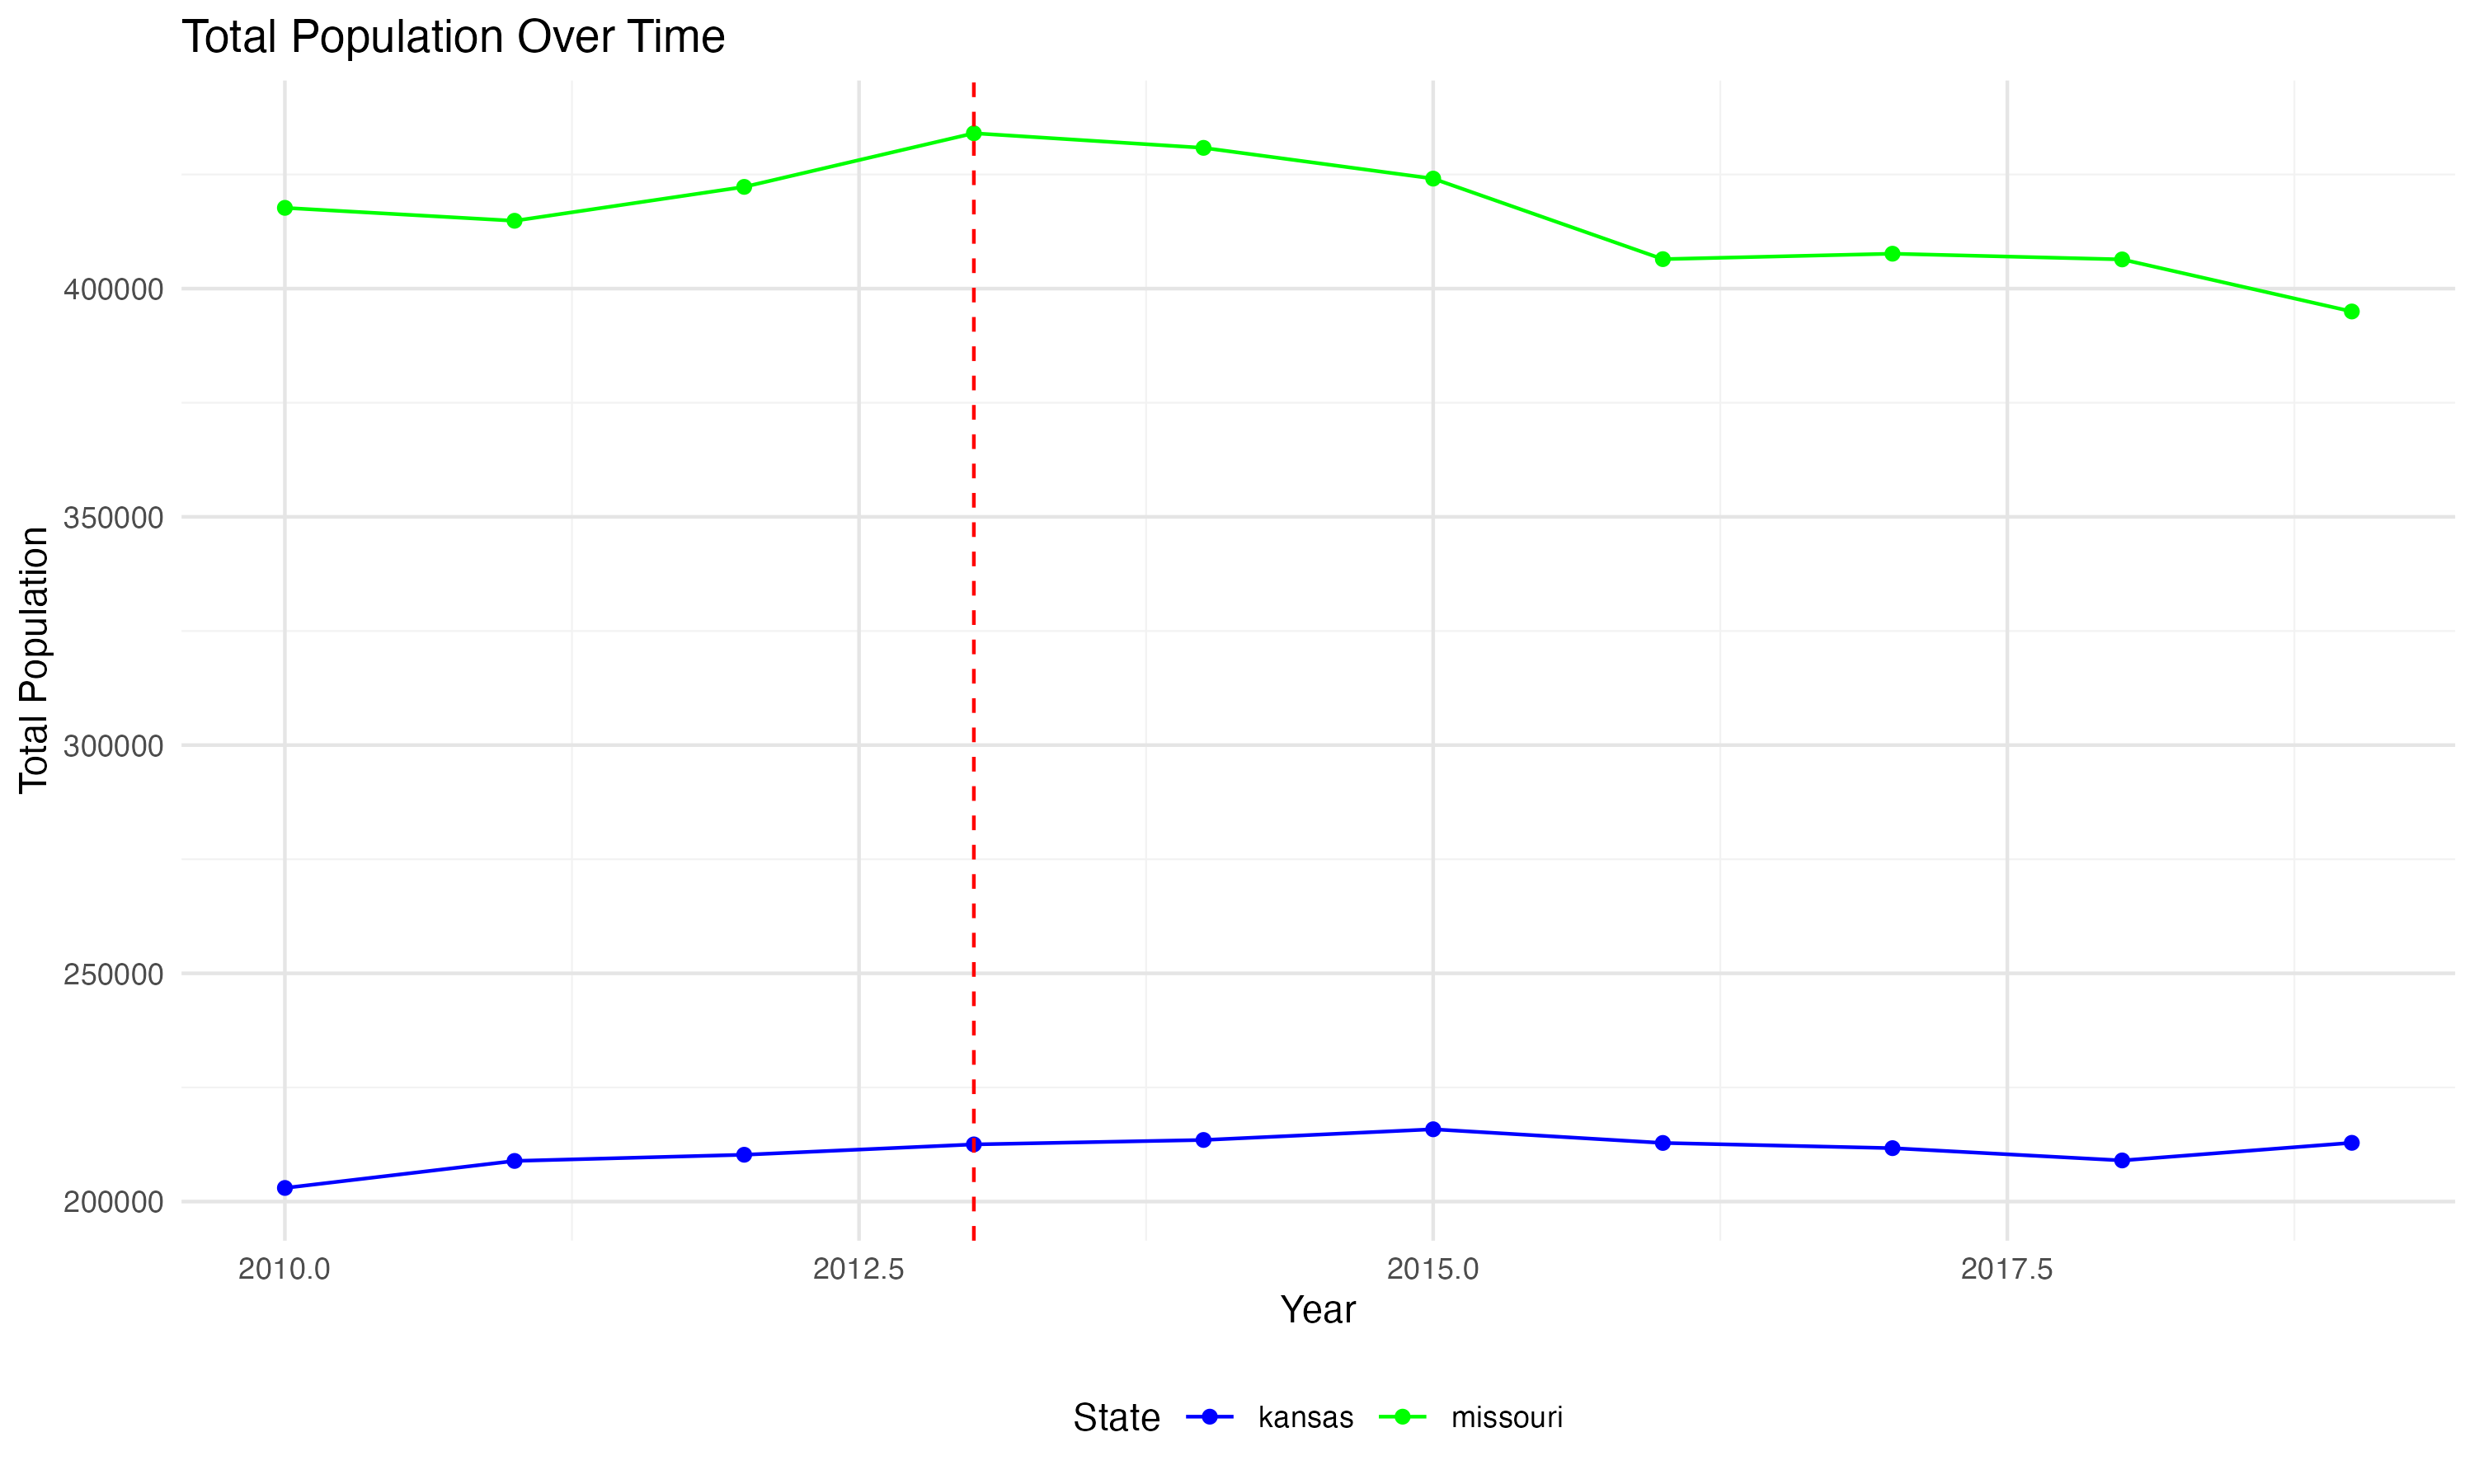 Total Population Over Time
Total Population
400000
350000
300000
250000
200000
2010.0 2012.5 2015.0 2017.5
Year
State kansas missouri